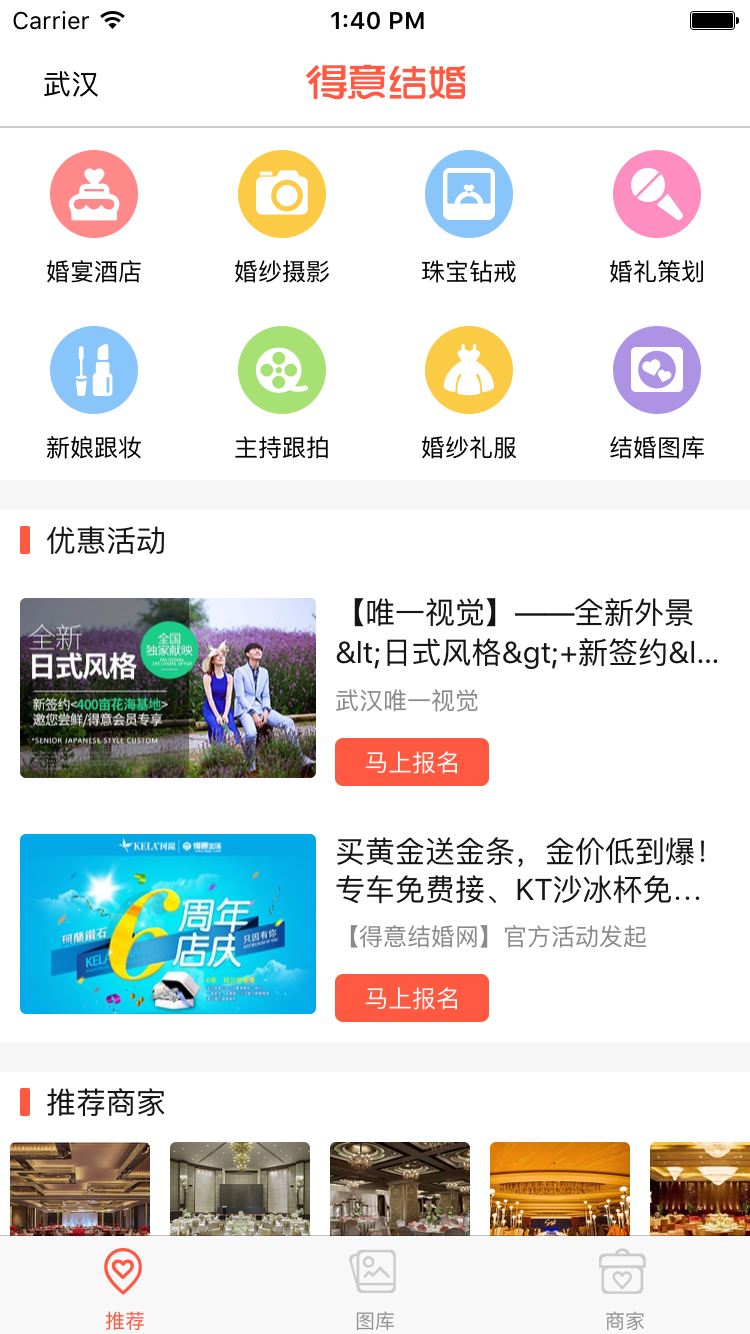 Carrier 1:40 PM
武汉 得意结婚
婚宴酒店 婚纱摄影 珠宝钻戒 婚礼策划
新娘跟妆 主持跟拍 婚纱礼服 结婚图库
优惠活动
全新
日式风格
全国
独家献映
新签约<400亩花海基地>
邀您尝鲜/得意会员专享
*SENIOR JAPANESE STYLE CUSTOM
【唯一视觉】——全新外景
&lt;日式风格&gt;+新签约&l...
武汉唯一视觉
马上报名
KELA珂兰 得意生活
6周年
店庆
珂蘭鑽石
只因有你
买黄金送金条，金价低到爆！
专车免费接、KT沙冰杯免...
【得意结婚网】官方活动发起
马上报名
推荐商家
推荐 图库 商家